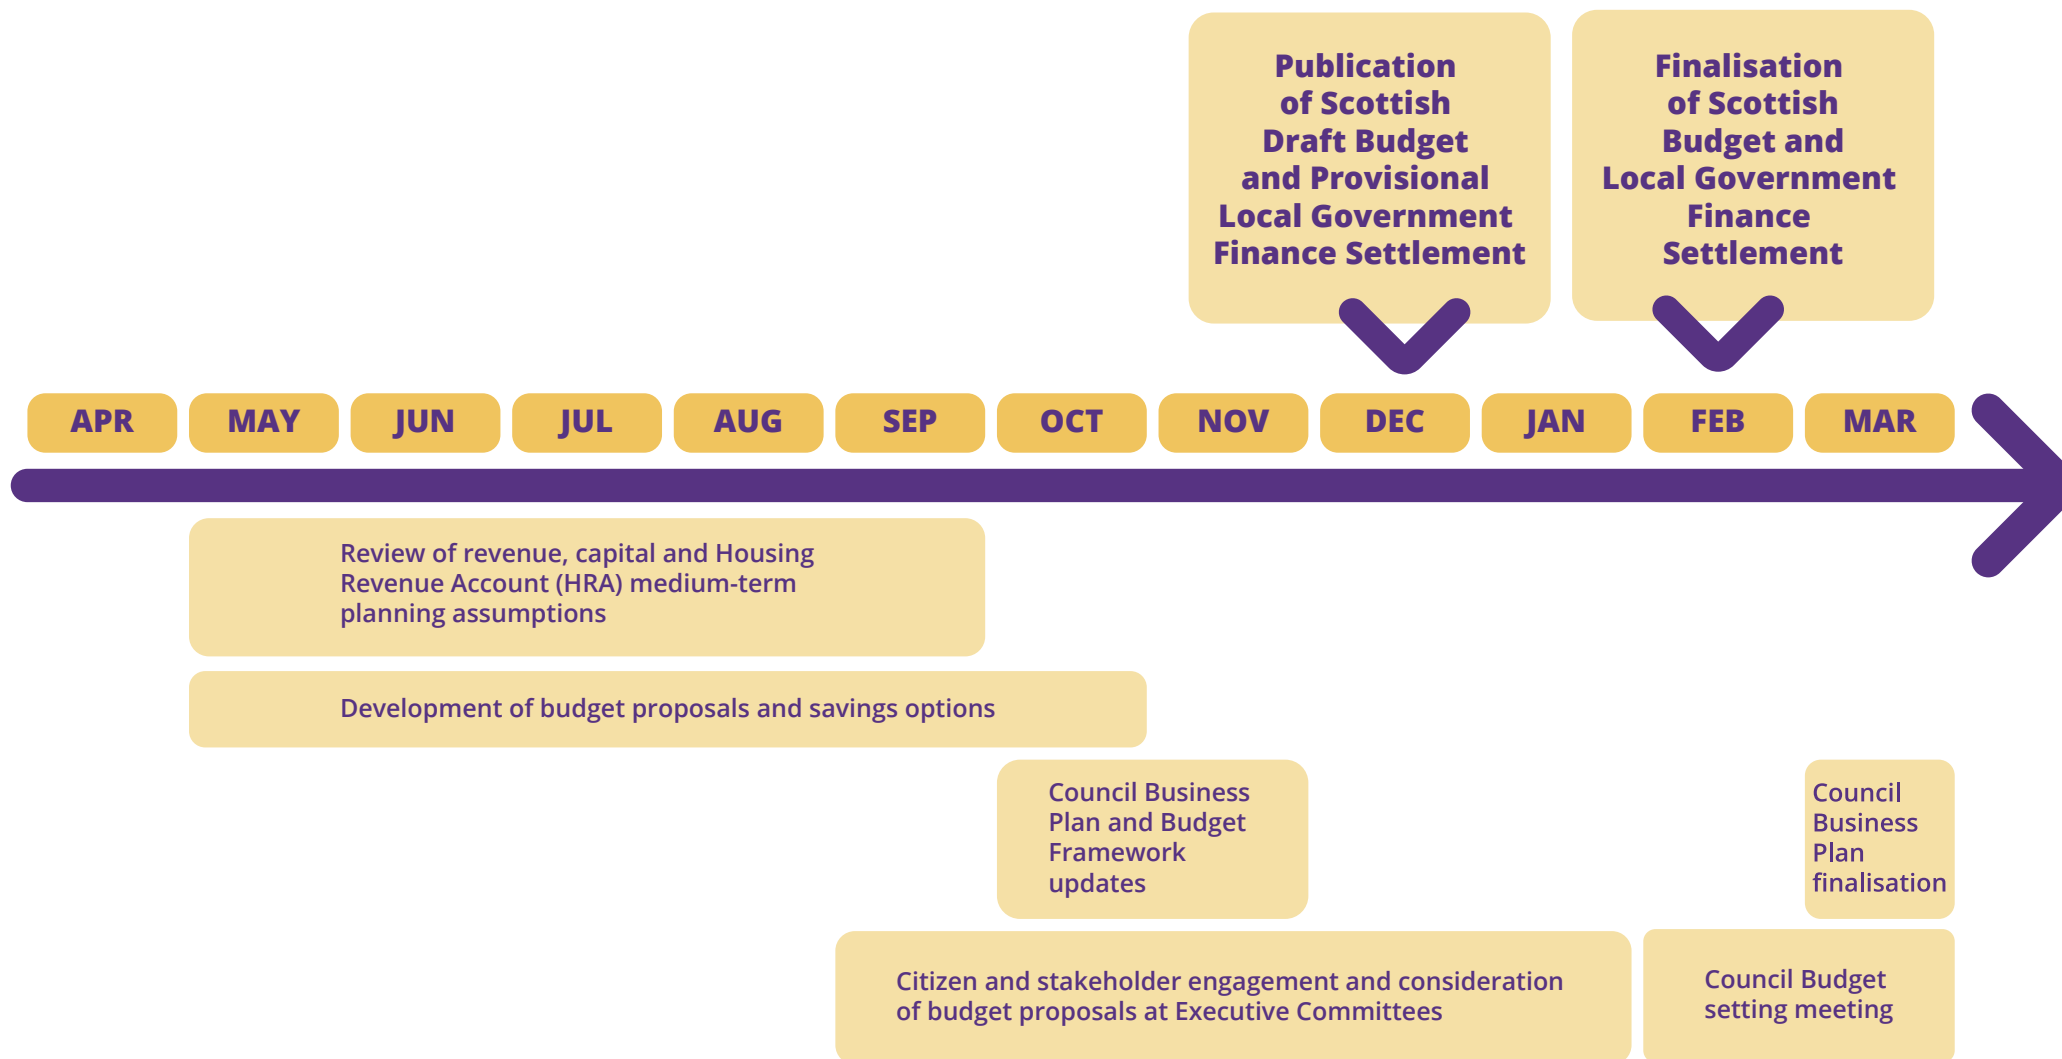 Publication
of Scottish
Draft Budget
and Provisional
Local Government
Finance Settlement
Finalisation
of Scottish
Budget and
Local Government
Finance
Settlement
APR MAY JUN JUL AUG SEP OCT NOV DEC JAN FEB MAR
Review of revenue, capital and Housing
Revenue Account (HRA) medium-term
planning assumptions
Development of budget proposals and savings options
Council Business
Plan and Budget
Framework
updates
Council
Business
Plan
finalisation
Citizen and stakeholder engagement and consideration
of budget proposals at Executive Committees
Council Budget
setting meeting